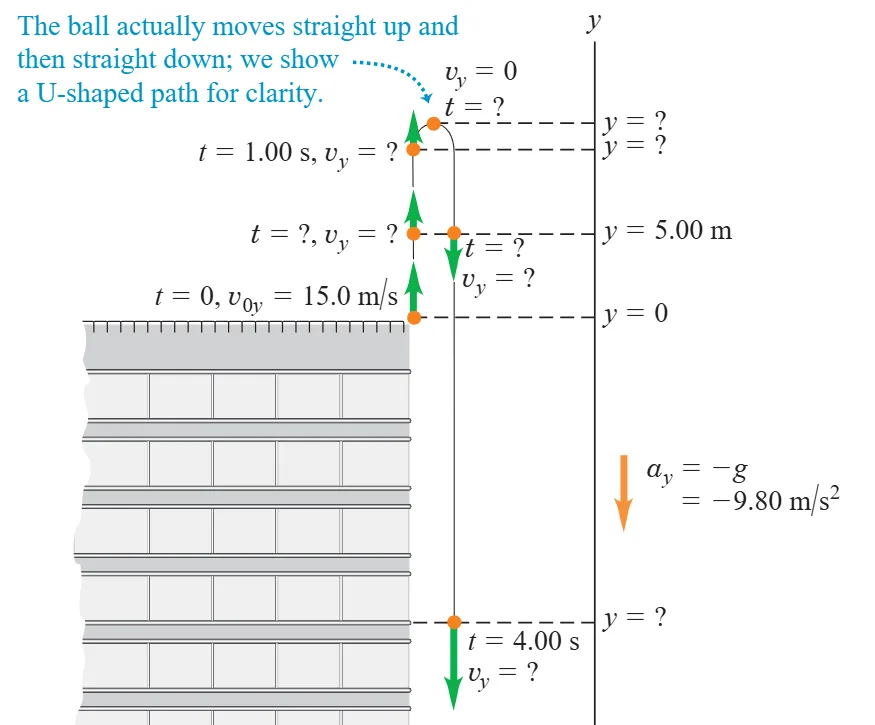 The ball actually moves straight up and
then straight down; we show
a U-shaped path for clarity.
y
v_y = 0
t = ?
y = ?
t = 1.00 s, v_y = ?
y = ?
t = ?, v_y = ?
y = 5.00 m
t = ?
v_y = ?
t = 0, v_0y = 15.0 m/s
y = 0
a_y = −g
= −9.80 m/s²
y = ?
t = 4.00 s
v_y = ?